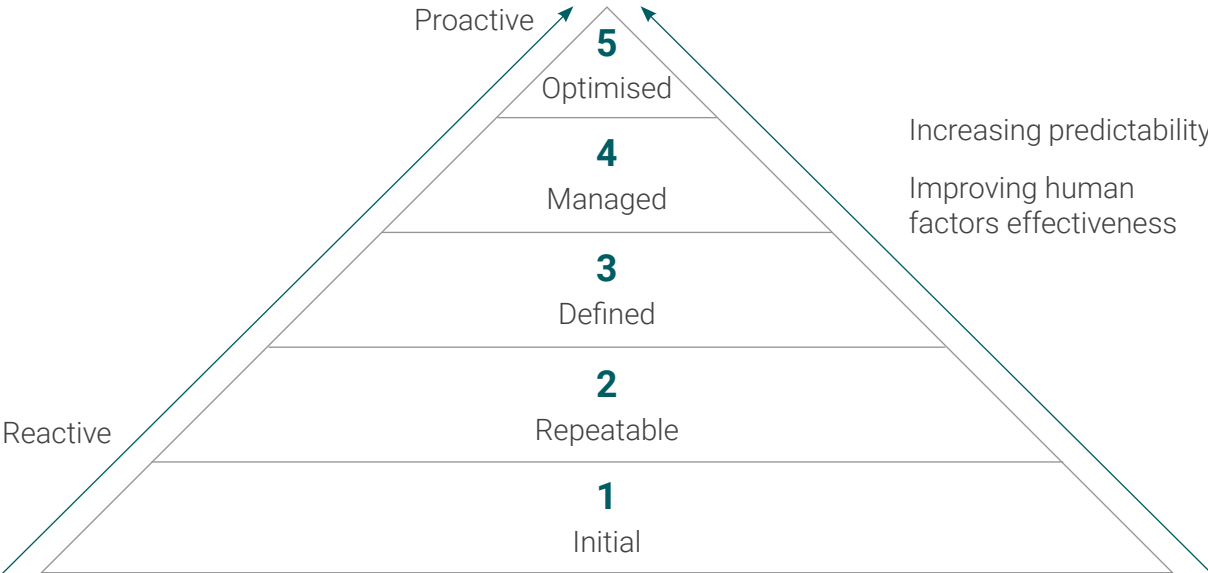 Proactive
5
Optimised
Increasing predictability
4
Managed
Improving human
factors effectiveness
3
Defined
2
Repeatable
Reactive
1
Initial